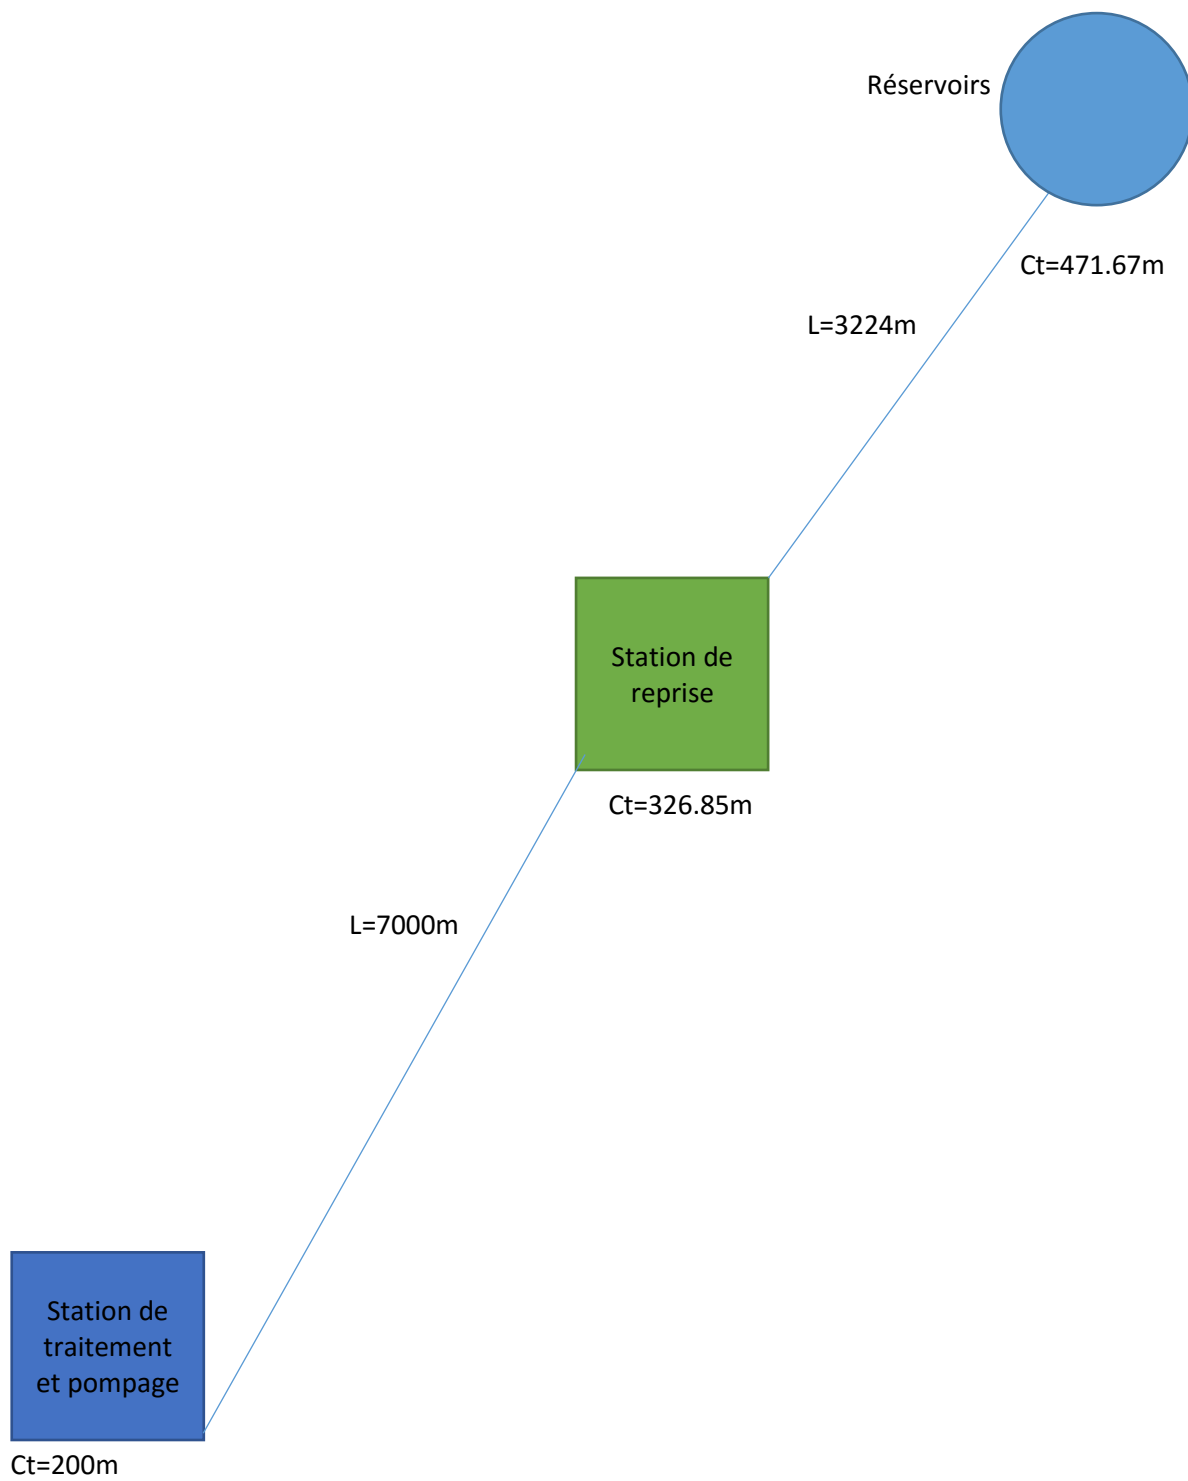 Réservoirs
Ct=471.67m
L=3224m
Station de
reprise
Ct=326.85m
L=7000m
Station de
traitement
et pompage
Ct=200m